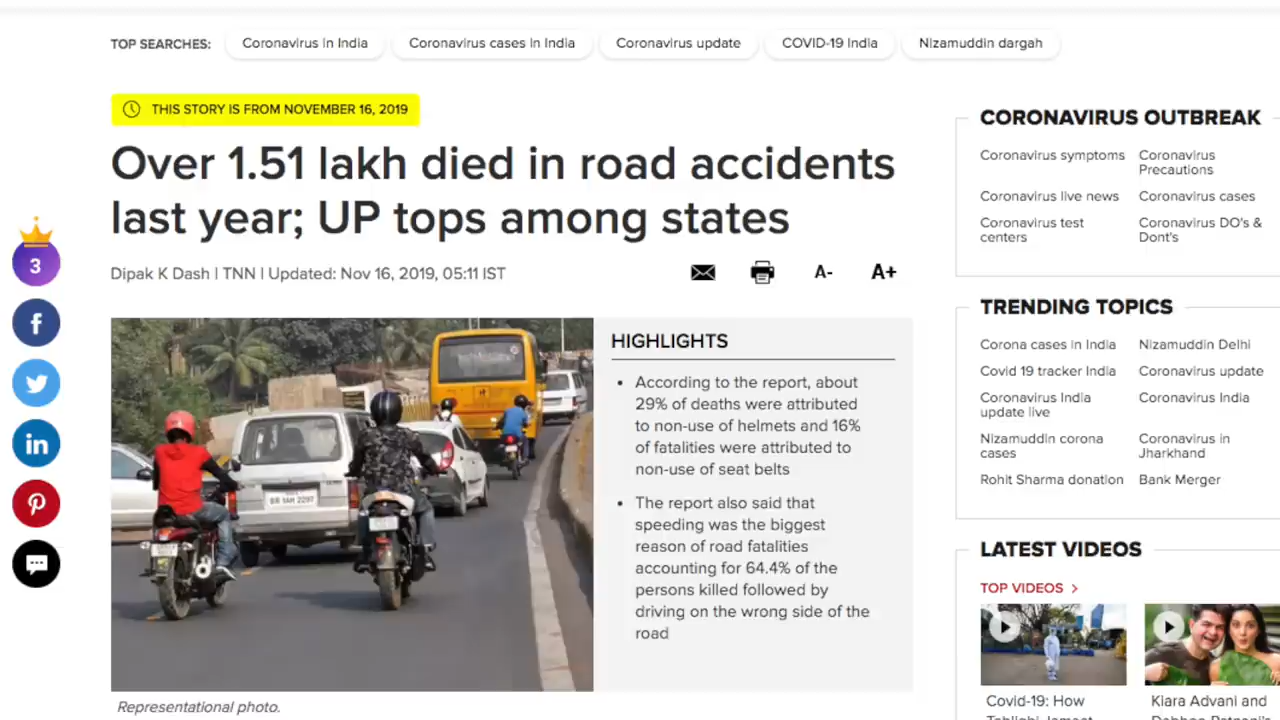 TOP SEARCHES:
Coronavirus in India
Coronavirus cases in India
Coronavirus update
COVID-19 India
Nizamuddin dargah
THIS STORY IS FROM NOVEMBER 16, 2019
Over 1.51 lakh died in road accidents
last year; UP tops among states
Dipak K Dash | TNN | Updated: Nov 16, 2019, 05:11 IST
A-
A+
3
f
in
HIGHLIGHTS
• According to the report, about
29% of deaths were attributed
to non-use of helmets and 16%
of fatalities were attributed to
non-use of seat belts
• The report also said that
speeding was the biggest
reason of road fatalities
accounting for 64.4% of the
persons killed followed by
driving on the wrong side of the
road
Representational photo.
CORONAVIRUS OUTBREAK
Coronavirus symptoms
Coronavirus
Precautions
Coronavirus live news
Coronavirus cases
Coronavirus test
centers
Coronavirus DO's &
Dont's
TRENDING TOPICS
Corona cases in India
Nizamuddin Delhi
Covid 19 tracker India
Coronavirus update
Coronavirus India
update live
Coronavirus India
Nizamuddin corona
cases
Coronavirus in
Jharkhand
Rohit Sharma donation
Bank Merger
LATEST VIDEOS
TOP VIDEOS >
Covid-19: How
Kiara Advani and